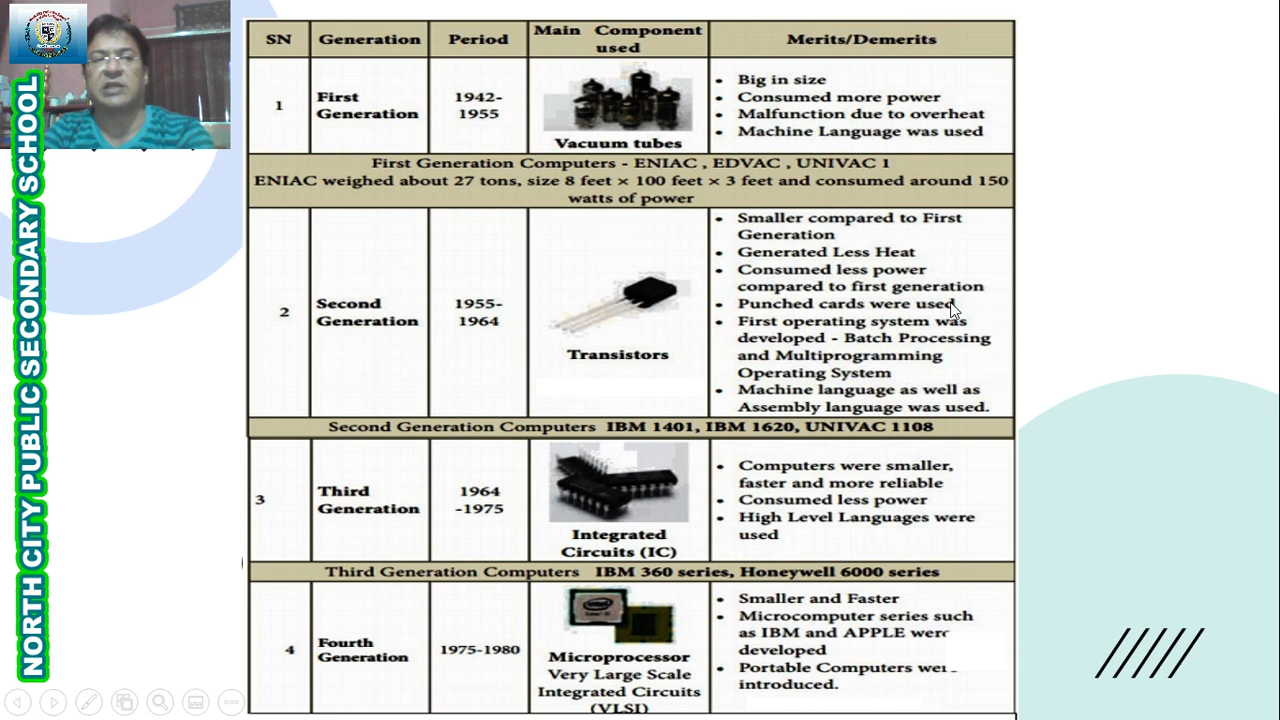 NORTH CITY PUBLIC SECONDARY SCHOOL
SN Generation Period Main Component used Merits/Demerits
1 First Generation 1942-1955 Vacuum tubes
• Big in size
• Consumed more power
• Malfunction due to overheat
• Machine Language was used
First Generation Computers - ENIAC , EDVAC , UNIVAC 1
ENIAC weighed about 27 tons, size 8 feet × 100 feet × 3 feet and consumed around 150
watts of power
2 Second Generation 1955-1964 Transistors
• Smaller compared to First
Generation
• Generated Less Heat
• Consumed less power
compared to first generation
• Punched cards were used
• First operating system was
developed - Batch Processing
and Multiprogramming
Operating System
• Machine language as well as
Assembly language was used.
Second Generation Computers IBM 1401, IBM 1620, UNIVAC 1108
3 Third Generation 1964 -1975 Integrated Circuits (IC)
• Computers were smaller,
faster and more reliable
• Consumed less power
• High Level Languages were
used
Third Generation Computers IBM 360 series, Honeywell 6000 series
4 Fourth Generation 1975-1980 Microprocessor
Very Large Scale
Integrated Circuits
(VLSI)
• Smaller and Faster
• Microcomputer series such
as IBM and APPLE were
developed
• Portable Computers
introduced.